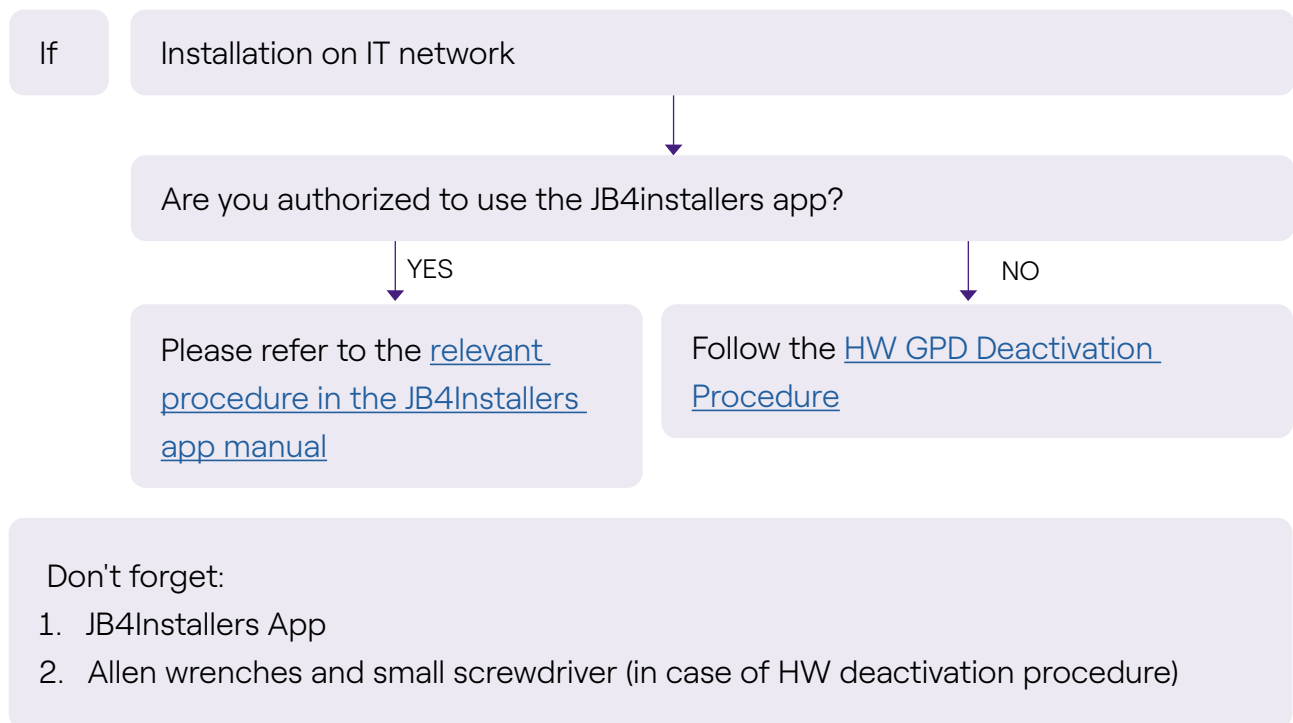 If
Installation on IT network
Are you authorized to use the JB4installers app?
YES
NO
Please refer to the relevant
procedure in the JB4Installers
app manual
Follow the HW GPD Deactivation
Procedure
Don't forget:
1. JB4Installers App
2. Allen wrenches and small screwdriver (in case of HW deactivation procedure)